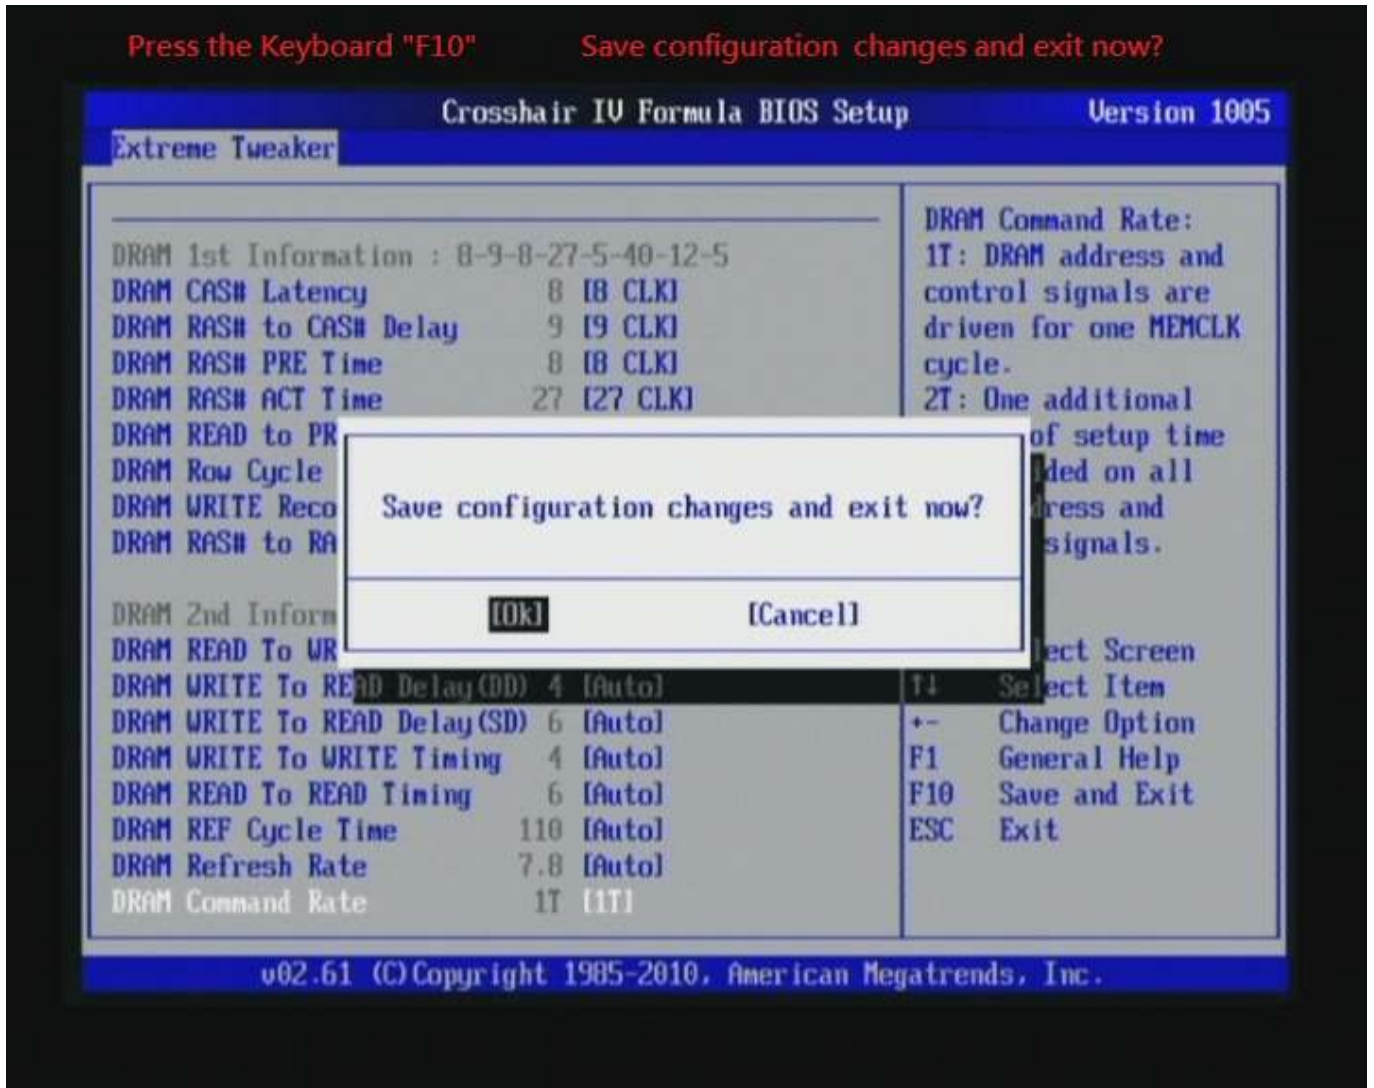 Press the Keyboard "F10" Save configuration changes and exit now?
Crosshair IV Formula BIOS Setup Version 1005
Extreme Tweaker
DRAM 1st Information : 8-9-8-27-5-40-12-5
DRAM CAS# Latency 8 [8 CLK]
DRAM RAS# to CAS# Delay 9 [9 CLK]
DRAM RAS# PRE Time 8 [8 CLK]
DRAM RAS# ACT Time 27 [27 CLK]
DRAM READ to PR
DRAM Row Cycle
DRAM WRITE Reco
DRAM RAS# to RA
DRAM 2nd Inform
DRAM READ To WR
DRAM WRITE To READ Delay(DD) 4 [Auto]
DRAM WRITE To READ Delay(SD) 6 [Auto]
DRAM WRITE To WRITE Timing 4 [Auto]
DRAM READ To READ Timing 6 [Auto]
DRAM REF Cycle Time 110 [Auto]
DRAM Refresh Rate 7.8 [Auto]
DRAM Command Rate 1T [1T]
Save configuration changes and exit now?
[Ok] [Cancel]
DRAM Command Rate:
1T: DRAM address and
control signals are
driven for one MEMCLK
cycle.
2T: One additional
of setup time
ded on all
dress and
signals.
lect Screen
↑↓ Select Item
+- Change Option
F1 General Help
F10 Save and Exit
ESC Exit
v02.61 (C)Copyright 1985-2010, American Megatrends, Inc.